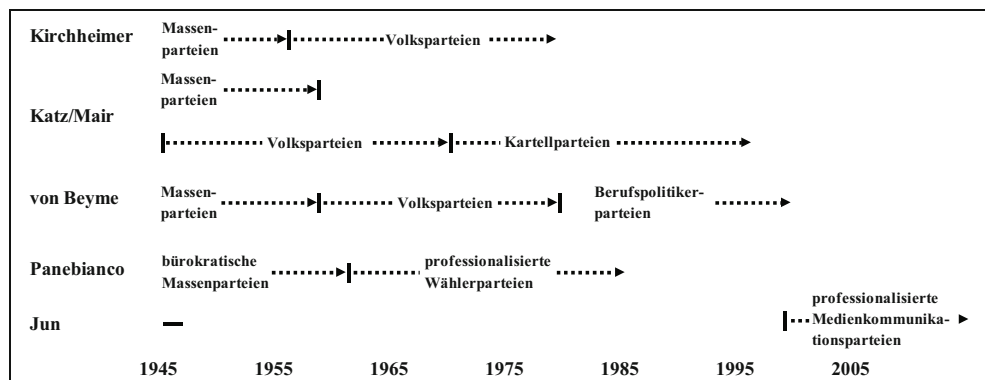 Kirchheimer
Massen-
parteien
Volksparteien
Massen-
parteien
Katz/Mair
Volksparteien
Kartellparteien
von Beyme
Massen-
parteien
Volksparteien
Berufspolitiker-
parteien
Panebianco
bürokratische
Massenparteien
professionalisierte
Wählerparteien
Jun
professionalisierte
Medienkommunika-
tionsparteien
1945 1955 1965 1975 1985 1995 2005